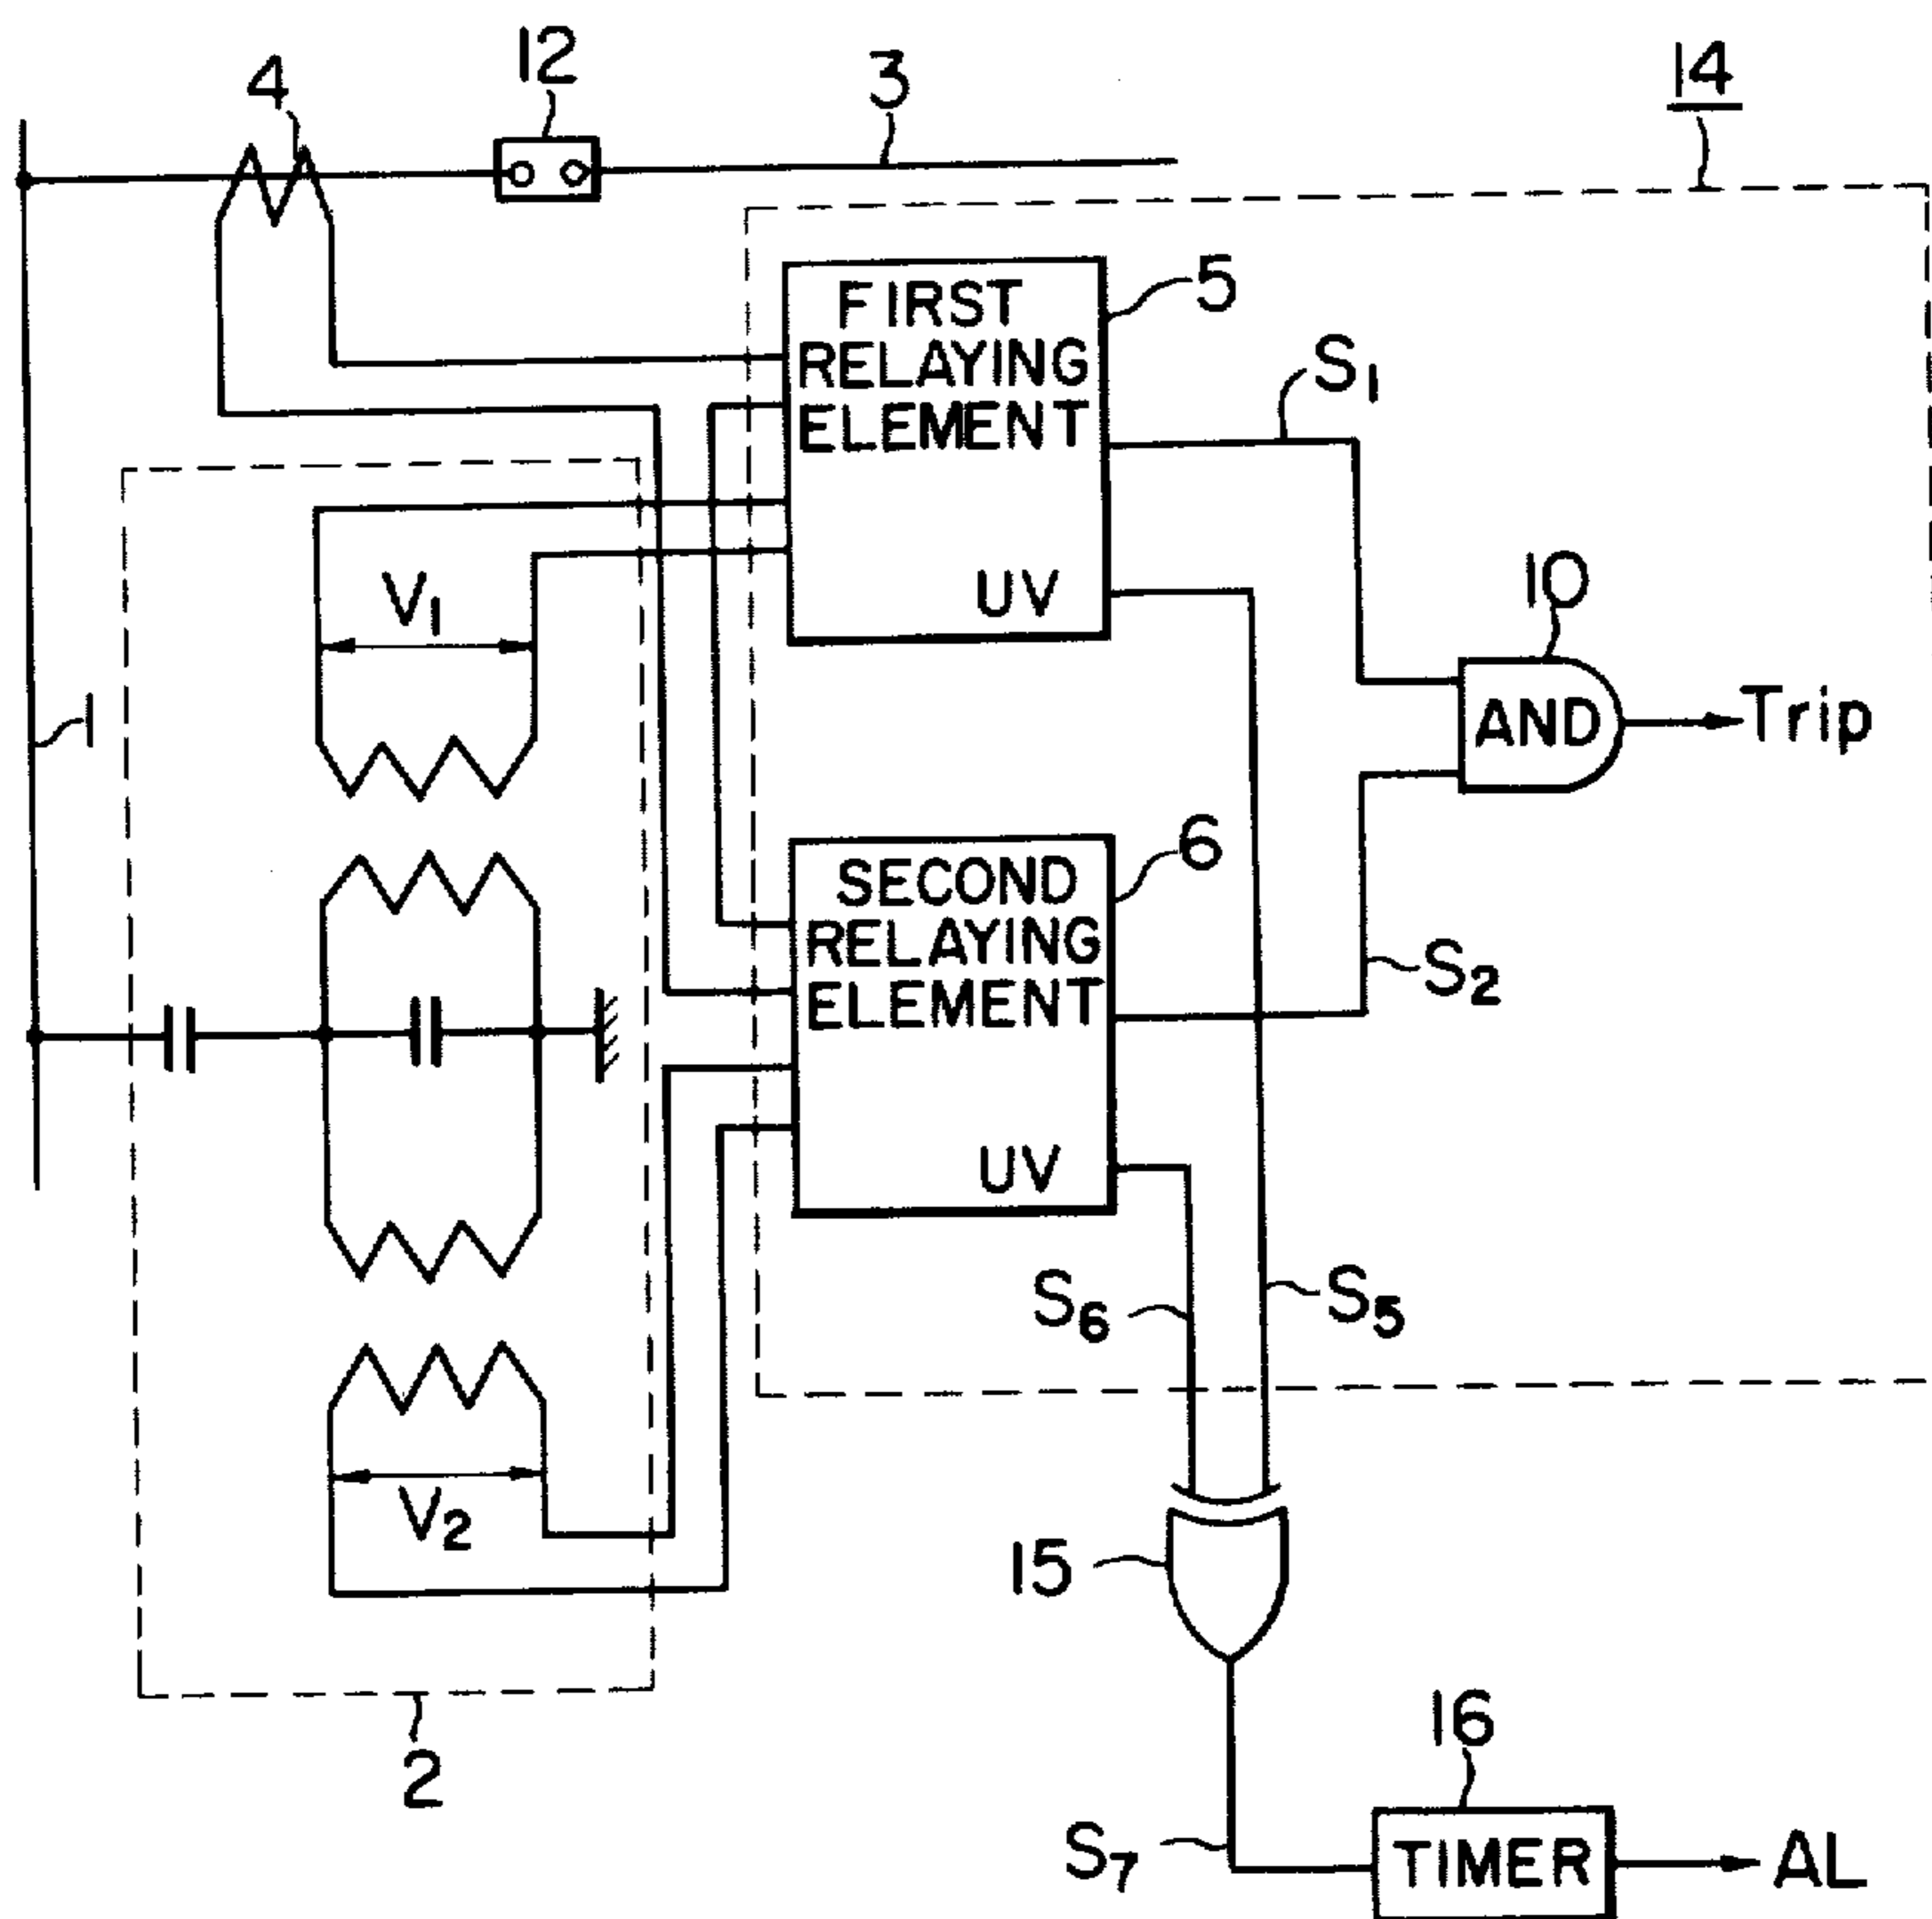 4
12
3
14
FIRST
RELAYING
ELEMENT
UV
5
S1
V1
1
10
AND
Trip
SECOND
RELAYING
ELEMENT
UV
6
S2
S6
S5
V2
15
2
16
S7
TIMER
AL